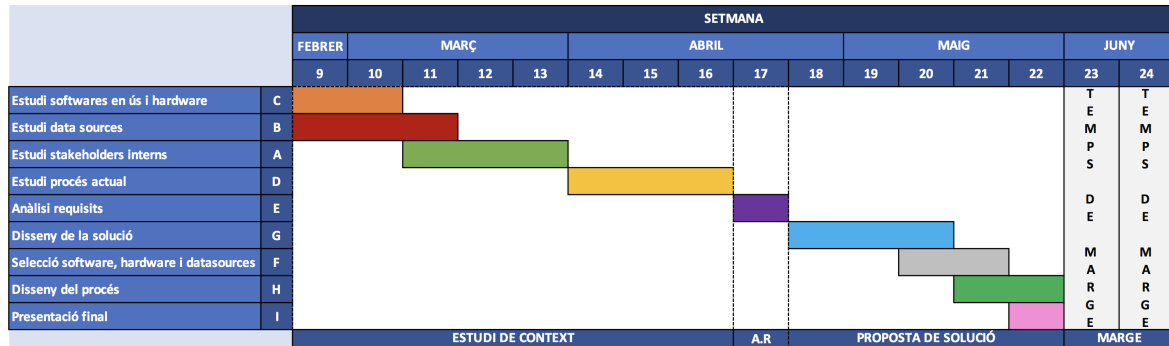 SETMANA
FEBRER MARÇ ABRIL MAIG JUNY
9 10 11 12 13 14 15 16 17 18 19 20 21 22 23 24
Estudi softwares en ús i hardware C
Estudi data sources B
Estudi stakeholders interns A
Estudi procés actual D
Anàlisi requisits E
Disseny de la solució G
Selecció software, hardware i datasources F
Disseny del procés H
Presentació final I
TEMPS DE MARGE
TEMPS DE MARGE
ESTUDI DE CONTEXT A.R PROPOSTA DE SOLUCIÓ MARGE